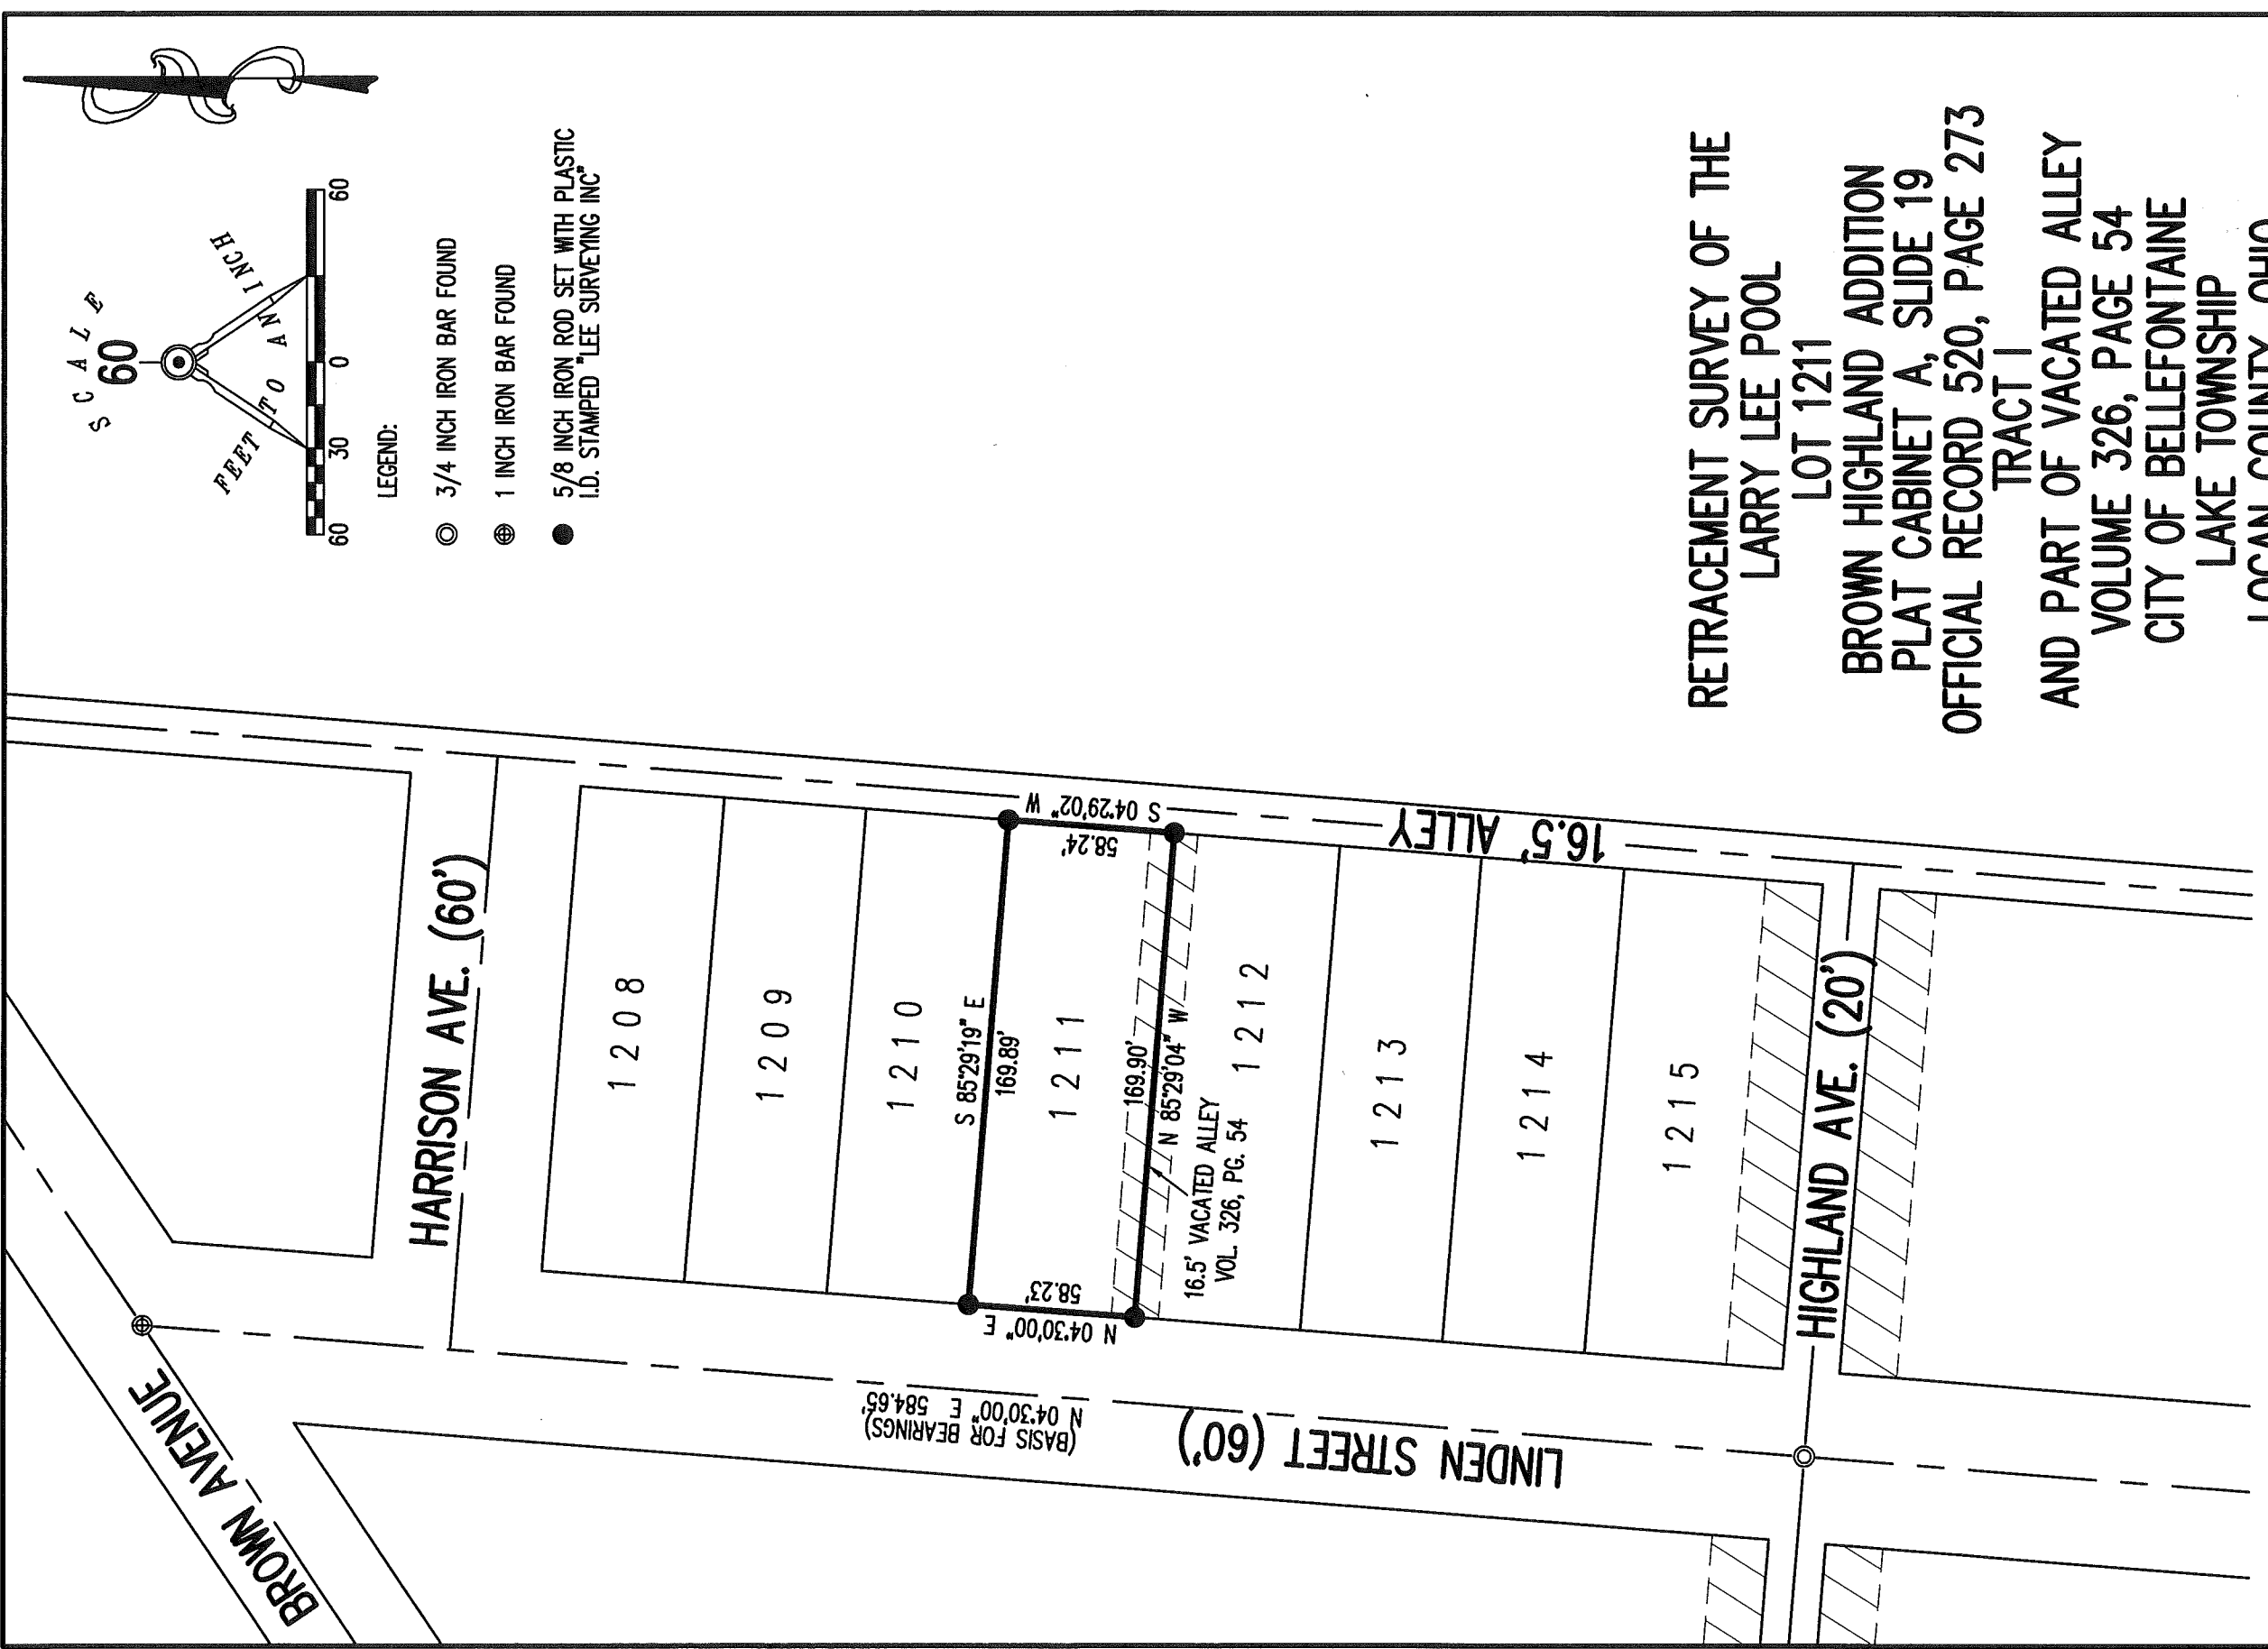 SCALE
60
FEET TO AN INCH
60 30 0 60
LEGEND:
3/4 INCH IRON BAR FOUND
1 INCH IRON BAR FOUND
5/8 INCH IRON ROD SET WITH PLASTIC
I.D. STAMPED "LEE SURVEYING INC"
BROWN AVENUE
HARRISON AVE. (60')
1208
1209
1210
S 85°29'19" E
169.89'
1211
N 04°30'00" E
58.23'
S 04°29'02" W
58.24'
169.90'
N 85°29'04" W
16.5' VACATED ALLEY
VOL. 326, PG. 54
1212
1213
1214
1215
16.5' ALLEY
HIGHLAND AVE. (20')
LINDEN STREET (60')
N 04°30'00" E 584.65'
(BASIS FOR BEARINGS)
RETRACEMENT SURVEY OF THE
LARRY LEE POOL
LOT 1211
BROWN HIGHLAND ADDITION
PLAT CABINET A, SLIDE 19
OFFICIAL RECORD 520, PAGE 273
TRACT I
AND PART OF VACATED ALLEY
VOLUME 326, PAGE 54
CITY OF BELLEFONTAINE
LAKE TOWNSHIP
LOGAN COUNTY, OHIO